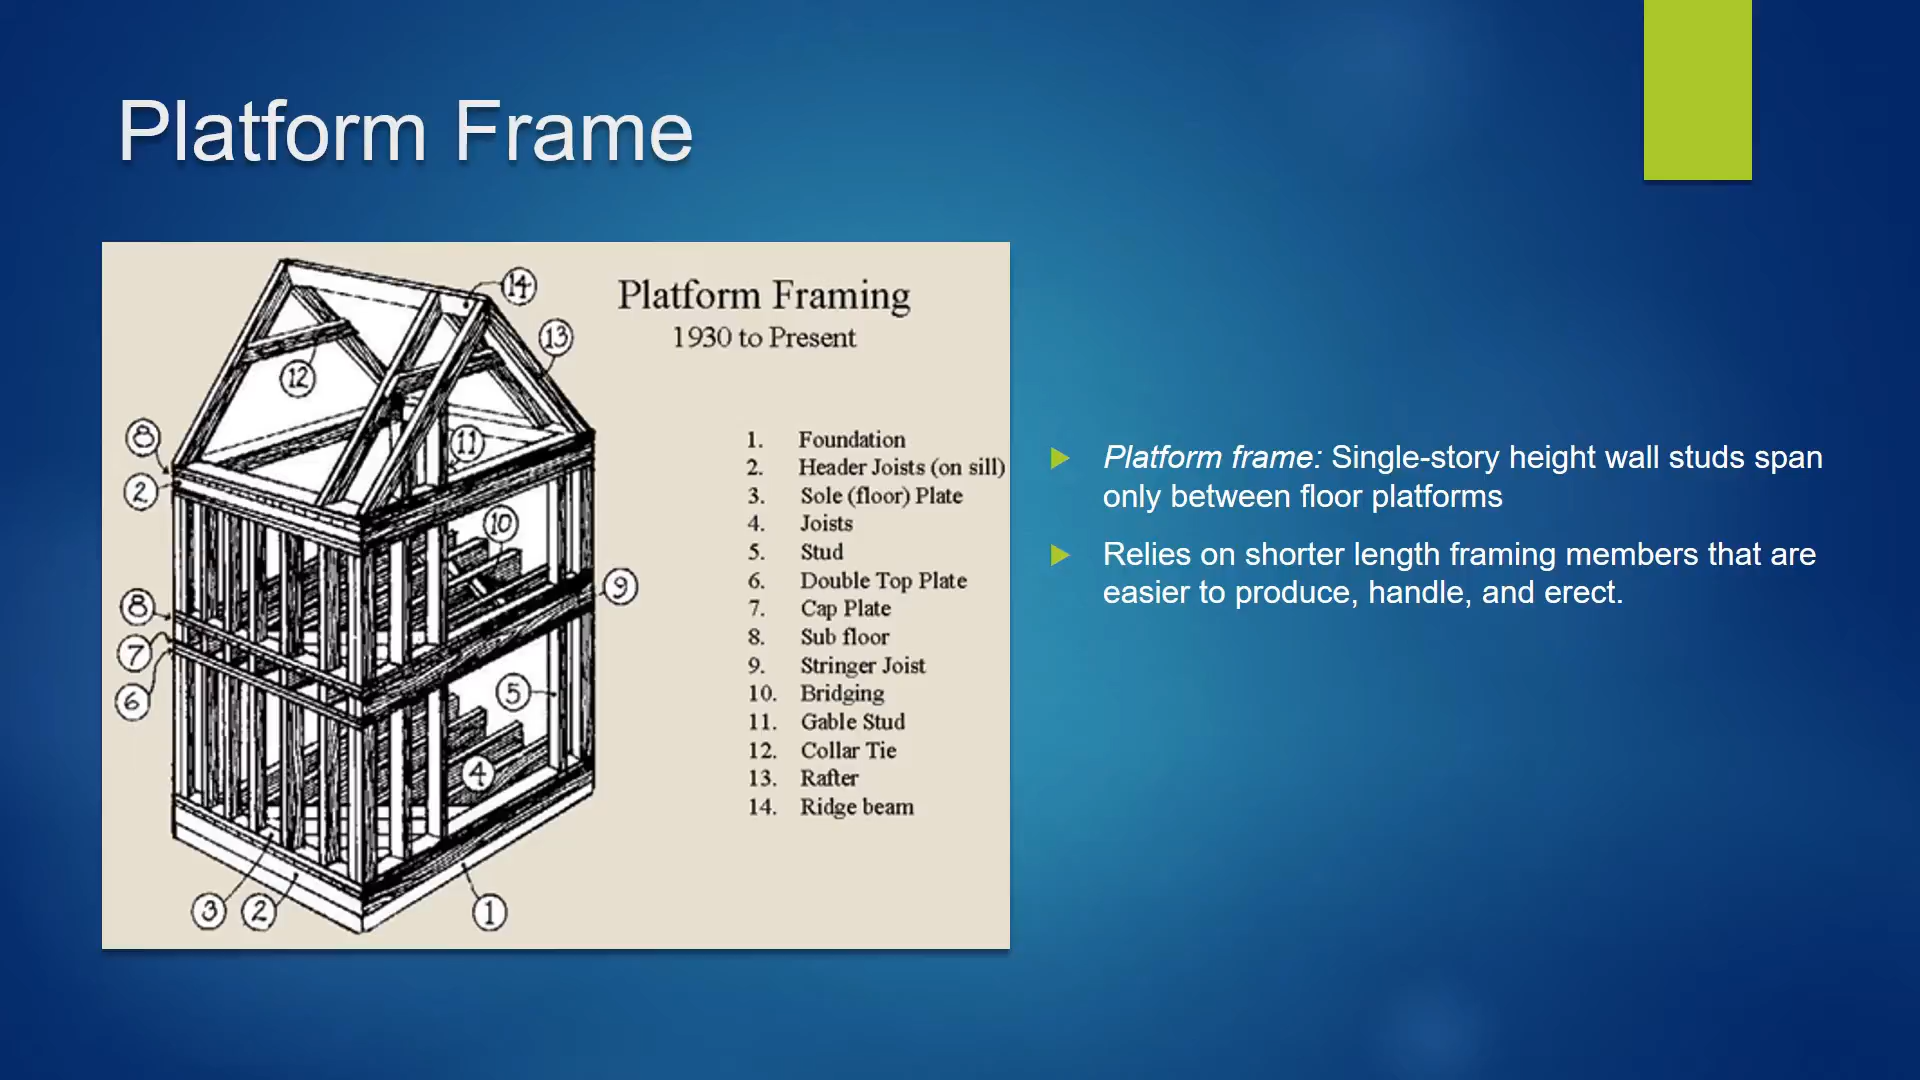 Platform Frame
Platform Framing
1930 to Present
1. Foundation
2. Header Joists (on sill)
3. Sole (floor) Plate
4. Joists
5. Stud
6. Double Top Plate
7. Cap Plate
8. Sub floor
9. Stringer Joist
10. Bridging
11. Gable Stud
12. Collar Tie
13. Rafter
14. Ridge beam
14
13
12
8
11
2
10
9
8
7
6
5
4
3
2
1
Platform frame: Single-story height wall studs span
only between floor platforms
Relies on shorter length framing members that are
easier to produce, handle, and erect.